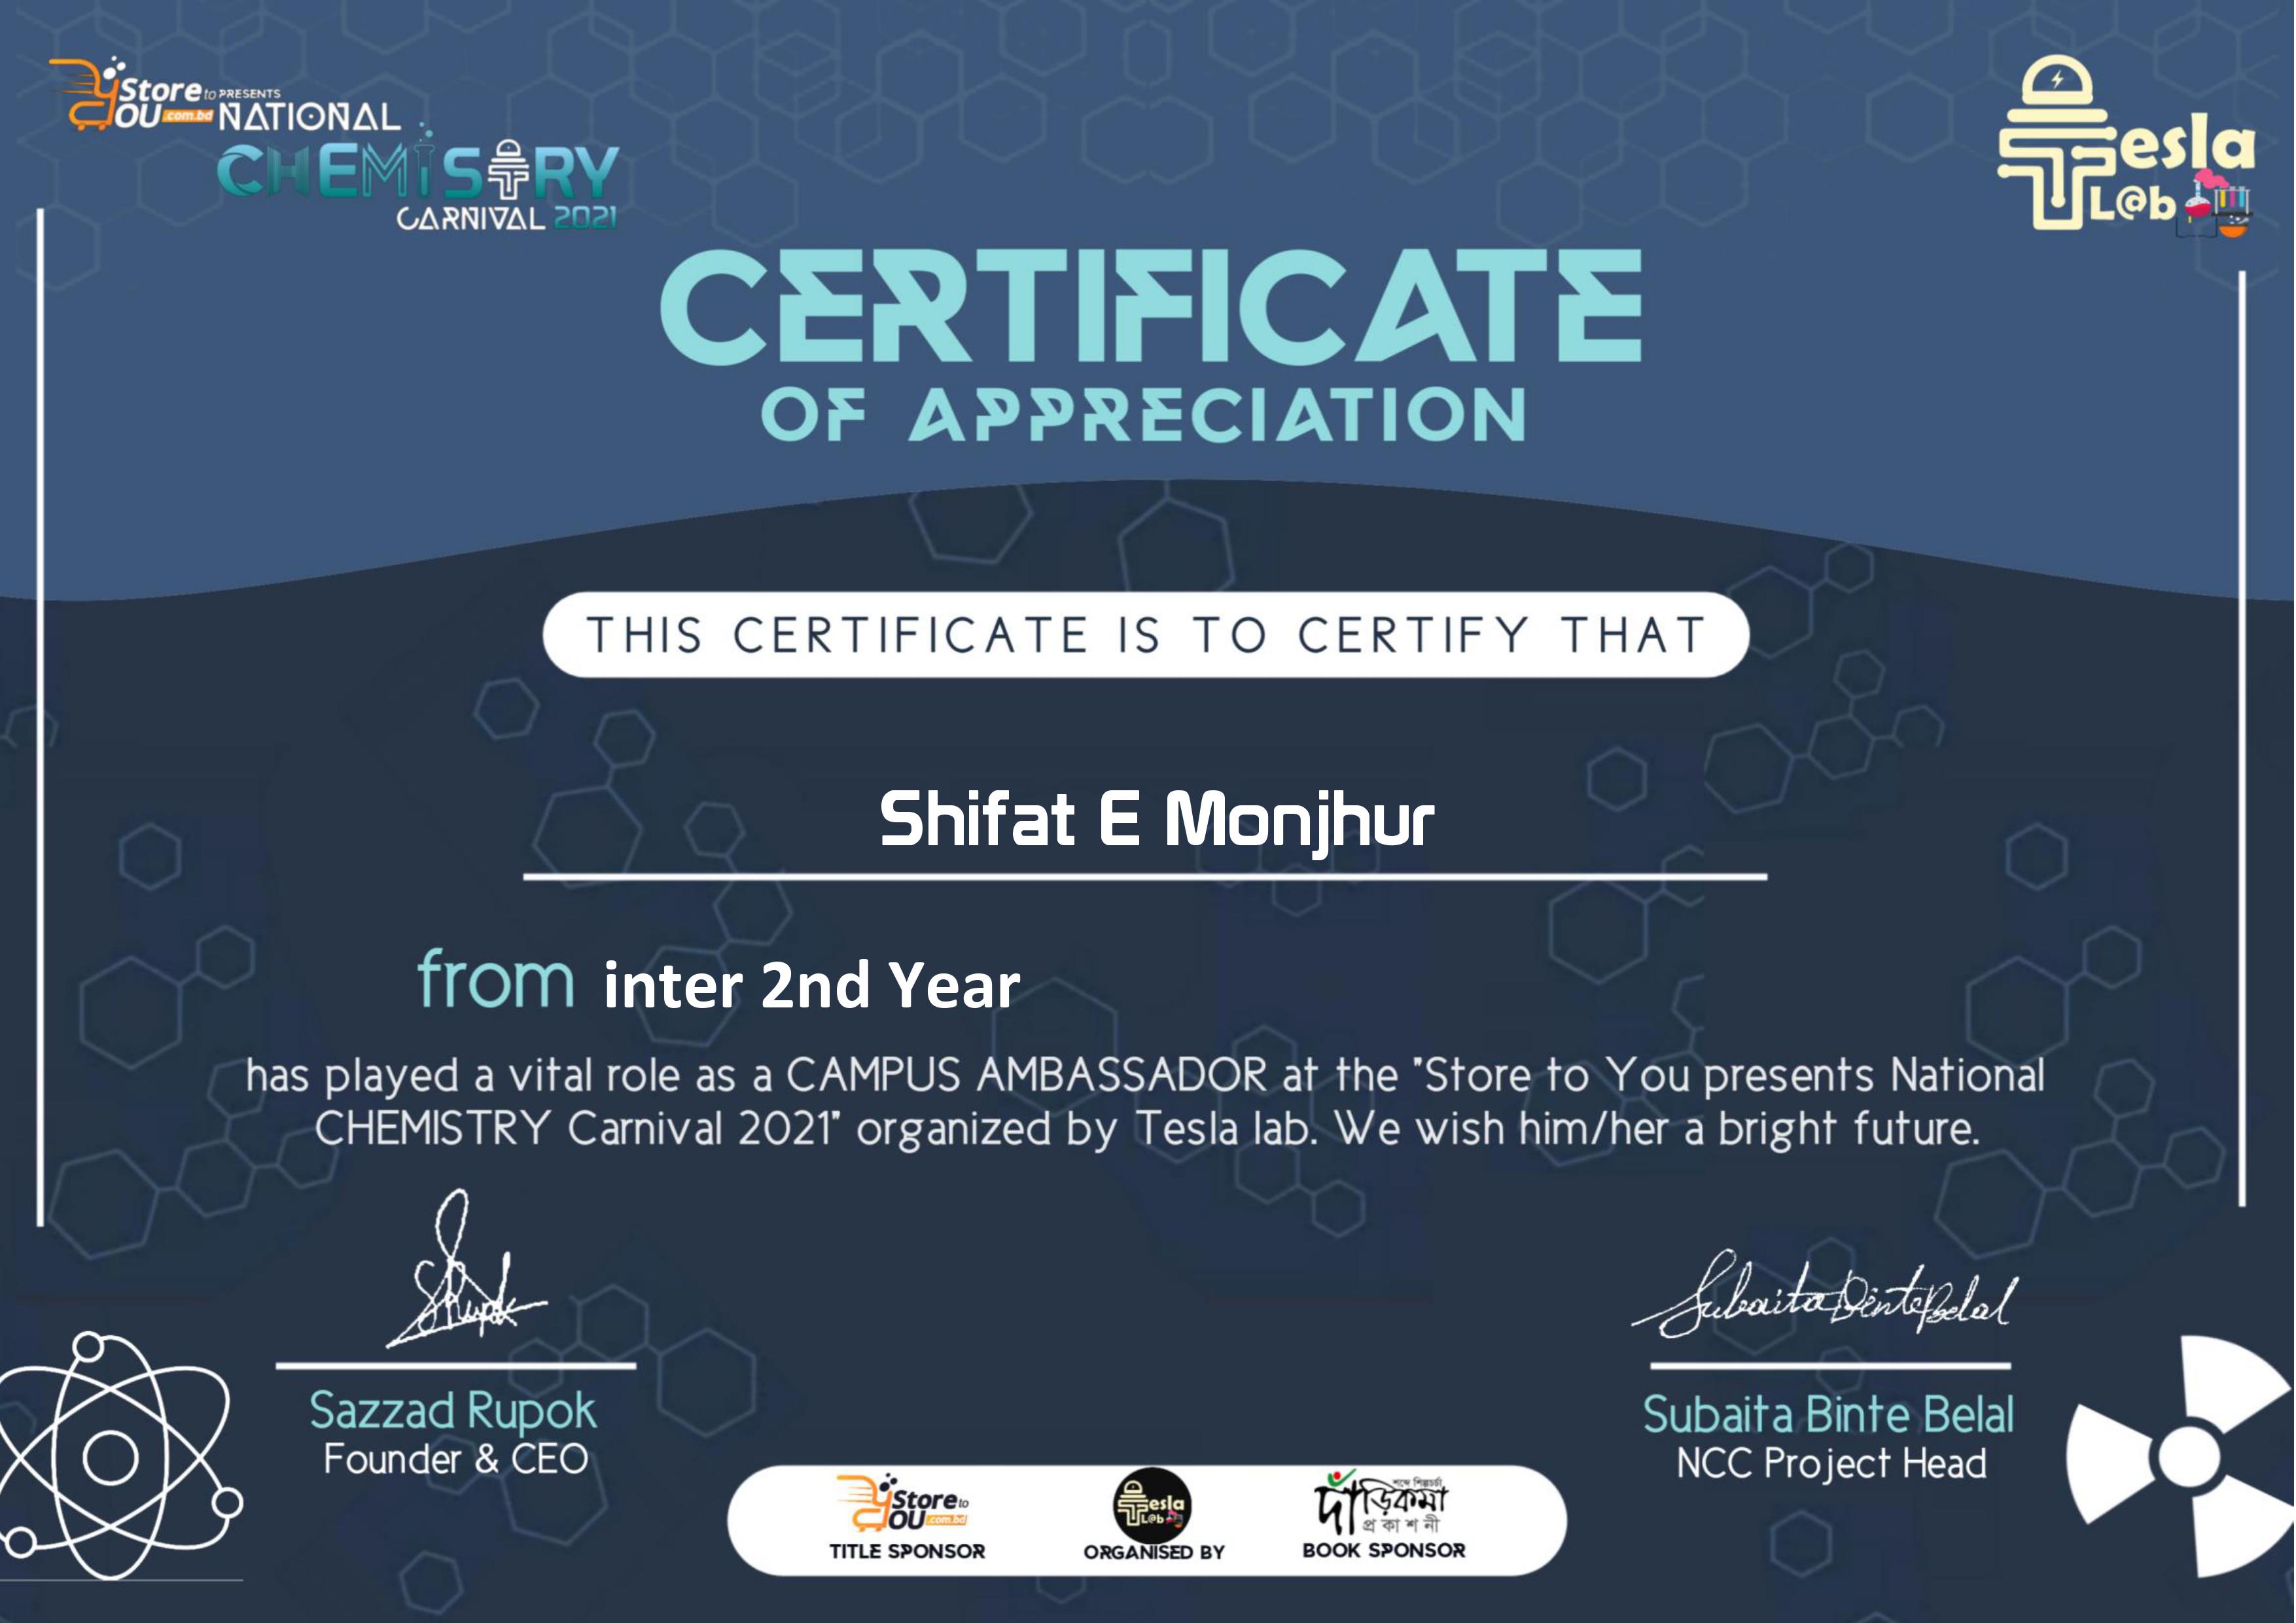 Store to PRESENTS
YOU .com.bd NATIONAL
CHEMISTRY
CARNIVAL 2021
Tesla
L@b
CERTIFICATE
OF APPRECIATION
THIS CERTIFICATE IS TO CERTIFY THAT
Shifat E Monjhur
from inter 2nd Year
has played a vital role as a CAMPUS AMBASSADOR at the "Store to You presents National
CHEMISTRY Carnival 2021" organized by Tesla lab. We wish him/her a bright future.
Subaita Binte Belal
Sazzad Rupok
Founder & CEO
Subaita Binte Belal
NCC Project Head
Store to
YOU .com.bd
TITLE SPONSOR
Tesla
L@b
ORGANISED BY
শব্দে শিল্পচর্চা
দাঁড়িকমা
প্রকাশনী
BOOK SPONSOR